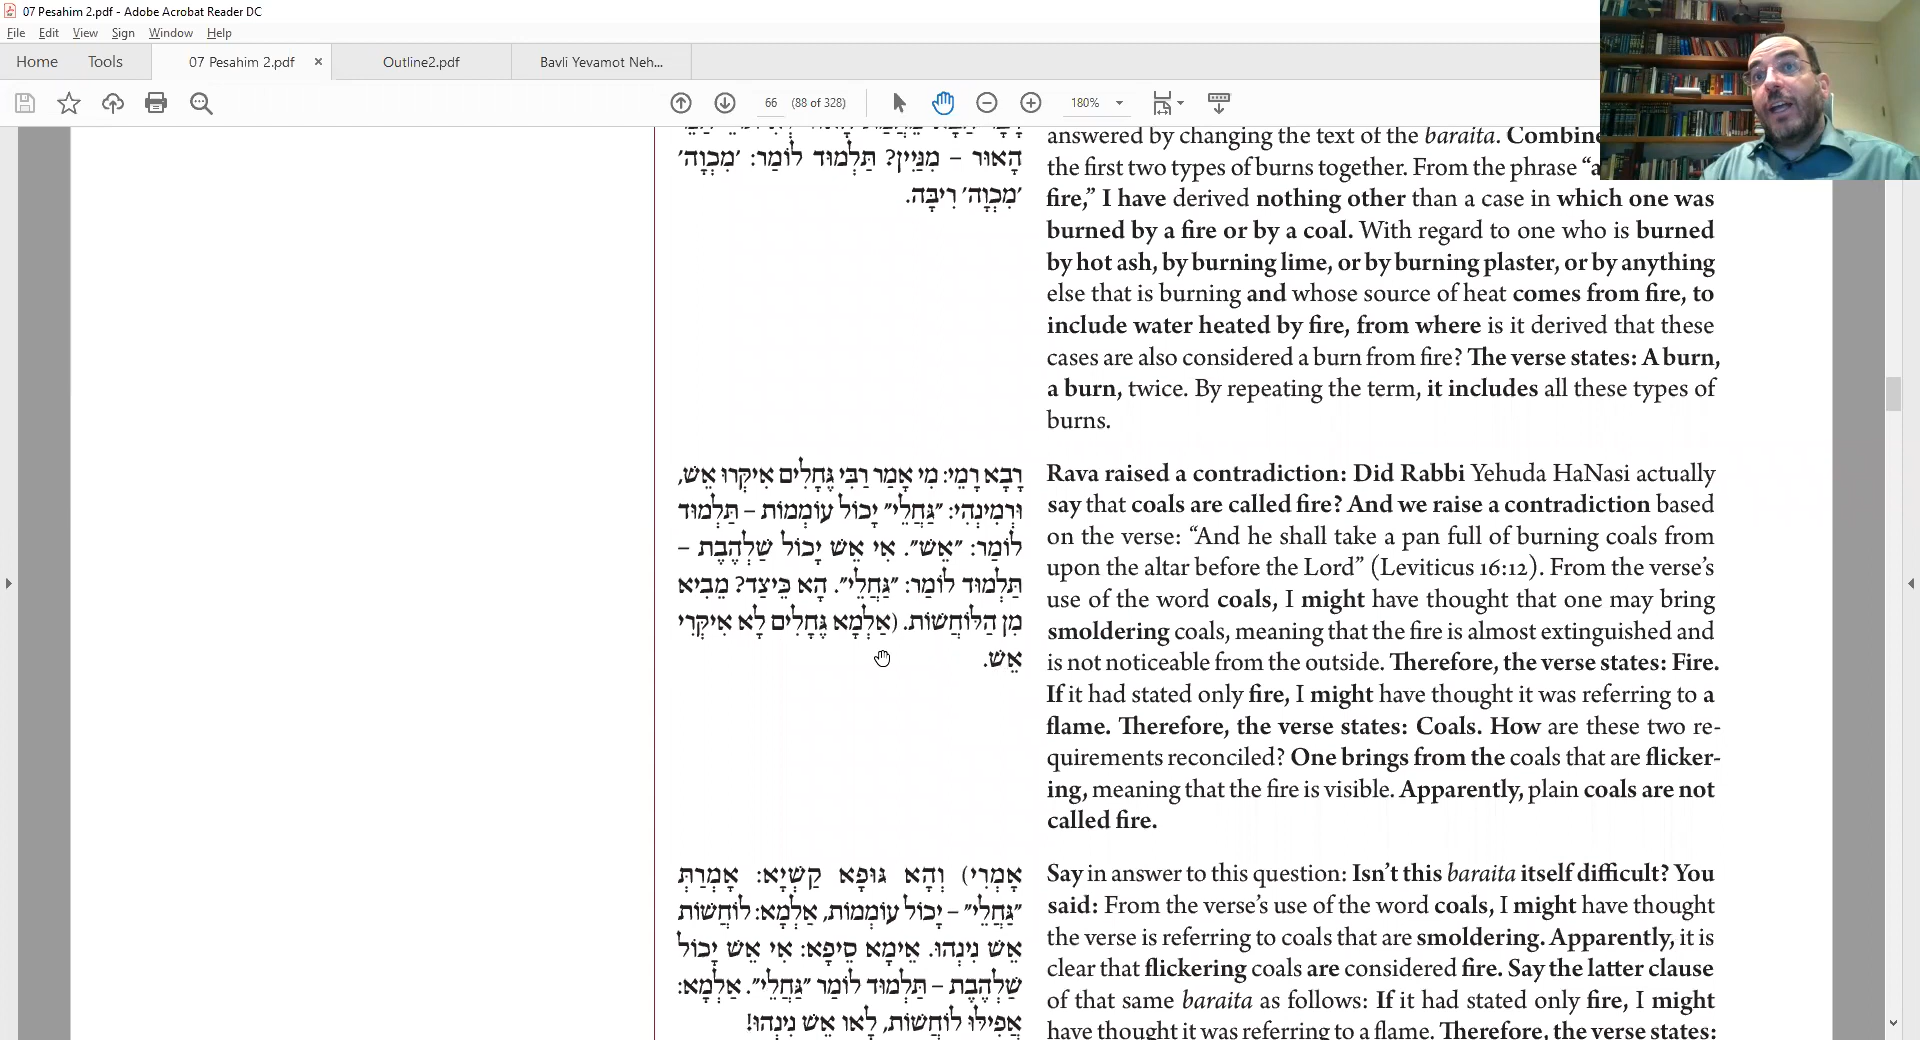 07 Pesahim 2.pdf - Adobe Acrobat Reader DC
File Edit View Sign Window Help
Home Tools 07 Pesahim 2.pdf × Outline2.pdf Bavli Yevamot Neh...
66 (88 of 328) 180%
הָאוּר – מִנַּיִין? תַּלְמוּד לוֹמַר: ׳מִכְוָה׳
׳מִכְוָה׳ רִיבָּה.
רָבָא רָמֵי: מִי אָמַר רַבִּי גֶּחָלִים אִיקְּרוּ אֵשׁ,
וּרְמִינְהִי: ״גַּחֲלֵי״ יָכוֹל עוֹמְמוֹת – תַּלְמוּד
לוֹמַר: ״אֵשׁ״. אִי אֵשׁ יָכוֹל שַׁלְהֶבֶת –
תַּלְמוּד לוֹמַר: ״גַּחֲלֵי״. הָא כֵּיצַד? מֵבִיא
מִן הַלּוֹחֲשׁוֹת. (אַלְמָא גֶּחָלִים לָא אִיקְּרִי
אֵשׁ.
אָמְרִי) וְהָא גּוּפָא קַשְׁיָא: אָמְרַתְּ
״גַּחֲלֵי״ – יָכוֹל עוֹמְמוֹת, אַלְמָא: לוֹחֲשׁוֹת
אֵשׁ נִינְהוּ. אֵימָא סֵיפָא: אִי אֵשׁ יָכוֹל
שַׁלְהֶבֶת – תַּלְמוּד לוֹמַר ״גַּחֲלֵי״. אַלְמָא:
אֲפִילּוּ לוֹחֲשׁוֹת, לָאו אֵשׁ נִינְהוּ!
answered by changing the text of the baraita. Combine
the first two types of burns together. From the phrase “a
fire,” I have derived nothing other than a case in which one was
burned by a fire or by a coal. With regard to one who is burned
by hot ash, by burning lime, or by burning plaster, or by anything
else that is burning and whose source of heat comes from fire, to
include water heated by fire, from where is it derived that these
cases are also considered a burn from fire? The verse states: A burn,
a burn, twice. By repeating the term, it includes all these types of
burns.
Rava raised a contradiction: Did Rabbi Yehuda HaNasi actually
say that coals are called fire? And we raise a contradiction based
on the verse: “And he shall take a pan full of burning coals from
upon the altar before the Lord” (Leviticus 16:12). From the verse’s
use of the word coals, I might have thought that one may bring
smoldering coals, meaning that the fire is almost extinguished and
is not noticeable from the outside. Therefore, the verse states: Fire.
If it had stated only fire, I might have thought it was referring to a
flame. Therefore, the verse states: Coals. How are these two re-
quirements reconciled? One brings from the coals that are flicker-
ing, meaning that the fire is visible. Apparently, plain coals are not
called fire.
Say in answer to this question: Isn’t this baraita itself difficult? You
said: From the verse’s use of the word coals, I might have thought
the verse is referring to coals that are smoldering. Apparently, it is
clear that flickering coals are considered fire. Say the latter clause
of that same baraita as follows: If it had stated only fire, I might
have thought it was referring to a flame. Therefore, the verse states: